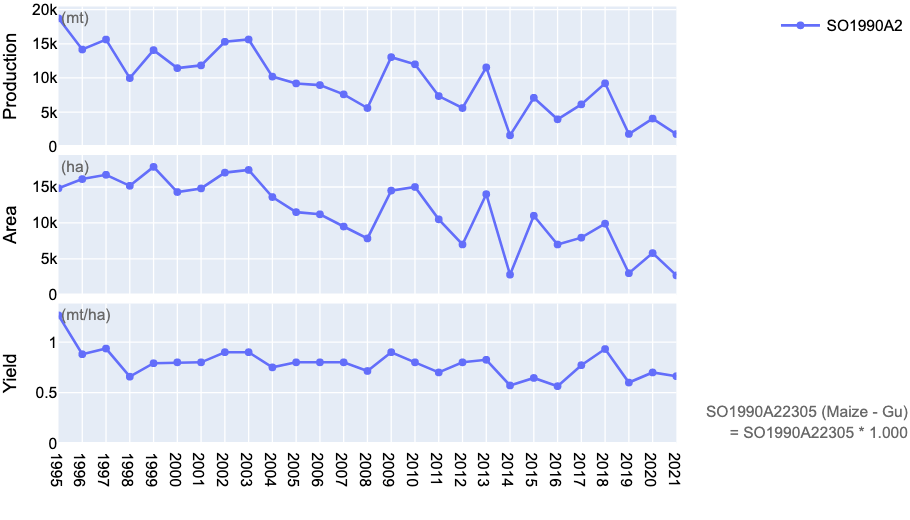 20k
(mt)
SO1990A2
15k
10k
5k
0
Production
(ha)
15k
10k
5k
0
Area
(mt/ha)
1
0.5
0
Yield
SO1990A22305 (Maize - Gu)
= SO1990A22305 * 1.000
1995
1996
1997
1998
1999
2000
2001
2002
2003
2004
2005
2006
2007
2008
2009
2010
2011
2012
2013
2014
2015
2016
2017
2018
2019
2020
2021